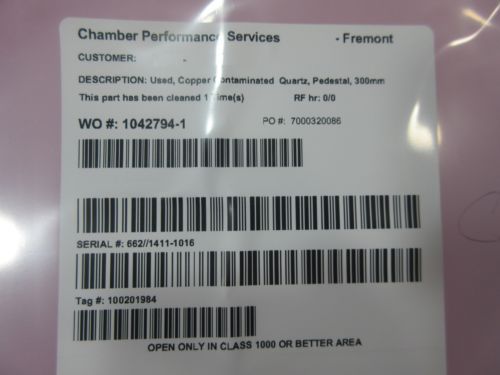 Chamber Performance Services - Fremont
CUSTOMER: -
DESCRIPTION: Used, Copper Contaminated Quartz, Pedestal, 300mm
This part has been cleaned 1 time(s) RF hr: 0/0
WO #: 1042794-1 PO #: 7000320086
SERIAL #: 662//1411-1016
Tag #: 100201984
OPEN ONLY IN CLASS 1000 OR BETTER AREA